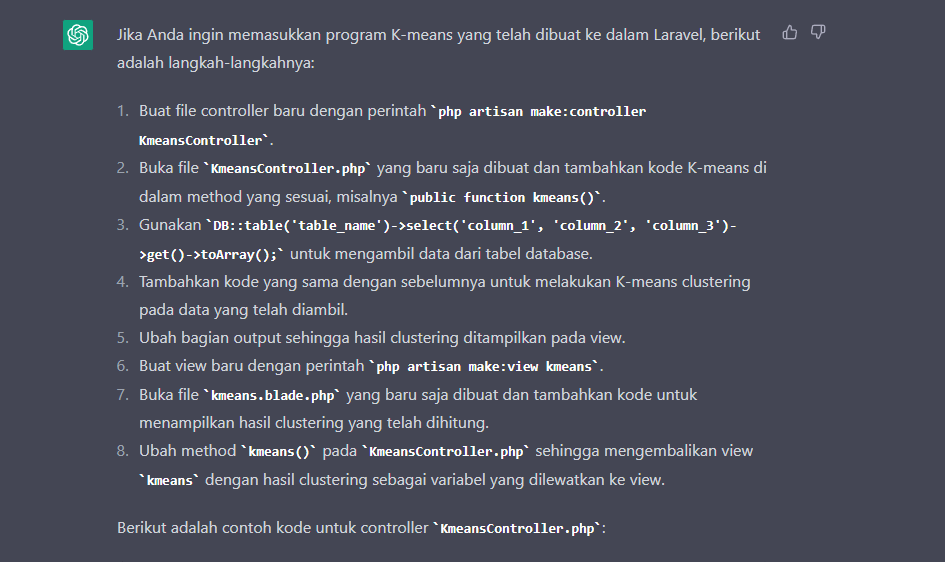 Jika Anda ingin memasukkan program K-means yang telah dibuat ke dalam Laravel, berikut
adalah langkah-langkahnya:
1. Buat file controller baru dengan perintah `php artisan make:controller
KmeansController`.
2. Buka file `KmeansController.php` yang baru saja dibuat dan tambahkan kode K-means di
dalam method yang sesuai, misalnya `public function kmeans()`.
3. Gunakan `DB::table('table_name')->select('column_1', 'column_2', 'column_3')-
>get()->toArray();` untuk mengambil data dari tabel database.
4. Tambahkan kode yang sama dengan sebelumnya untuk melakukan K-means clustering
pada data yang telah diambil.
5. Ubah bagian output sehingga hasil clustering ditampilkan pada view.
6. Buat view baru dengan perintah `php artisan make:view kmeans`.
7. Buka file `kmeans.blade.php` yang baru saja dibuat dan tambahkan kode untuk
menampilkan hasil clustering yang telah dihitung.
8. Ubah method `kmeans()` pada `KmeansController.php` sehingga mengembalikan view
`kmeans` dengan hasil clustering sebagai variabel yang dilewatkan ke view.
Berikut adalah contoh kode untuk controller `KmeansController.php`: